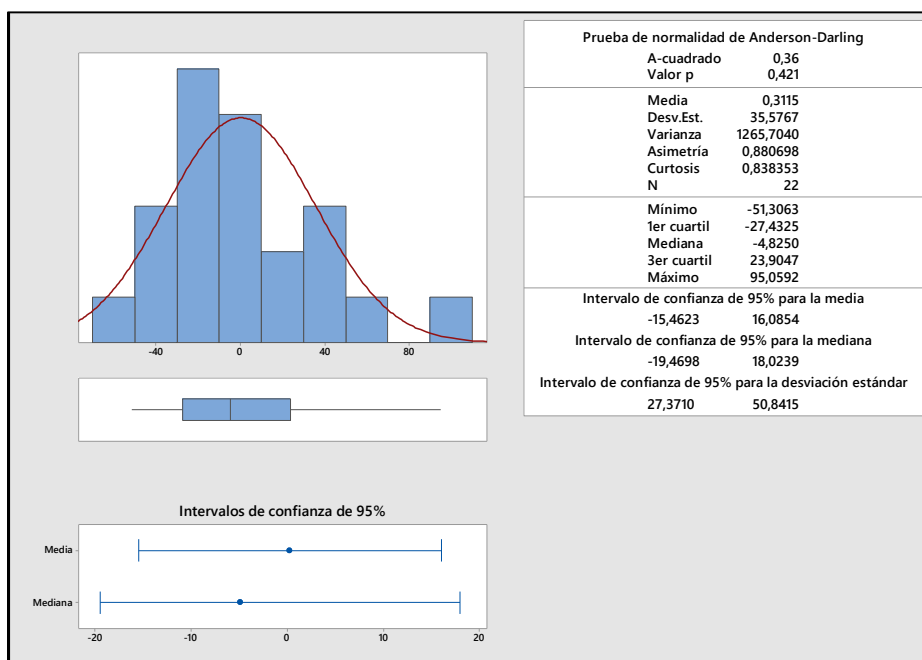 Prueba de normalidad de Anderson-Darling
A-cuadrado 0,36
Valor p 0,421
Media 0,3115
Desv.Est. 35,5767
Varianza 1265,7040
Asimetría 0,880698
Curtosis 0,838353
N 22
Mínimo -51,3063
1er cuartil -27,4325
Mediana -4,8250
3er cuartil 23,9047
Máximo 95,0592
Intervalo de confianza de 95% para la media
-15,4623 16,0854
Intervalo de confianza de 95% para la mediana
-19,4698 18,0239
Intervalo de confianza de 95% para la desviación estándar
27,3710 50,8415
-40 0 40 80
Intervalos de confianza de 95%
Media
Mediana
-20 -10 0 10 20